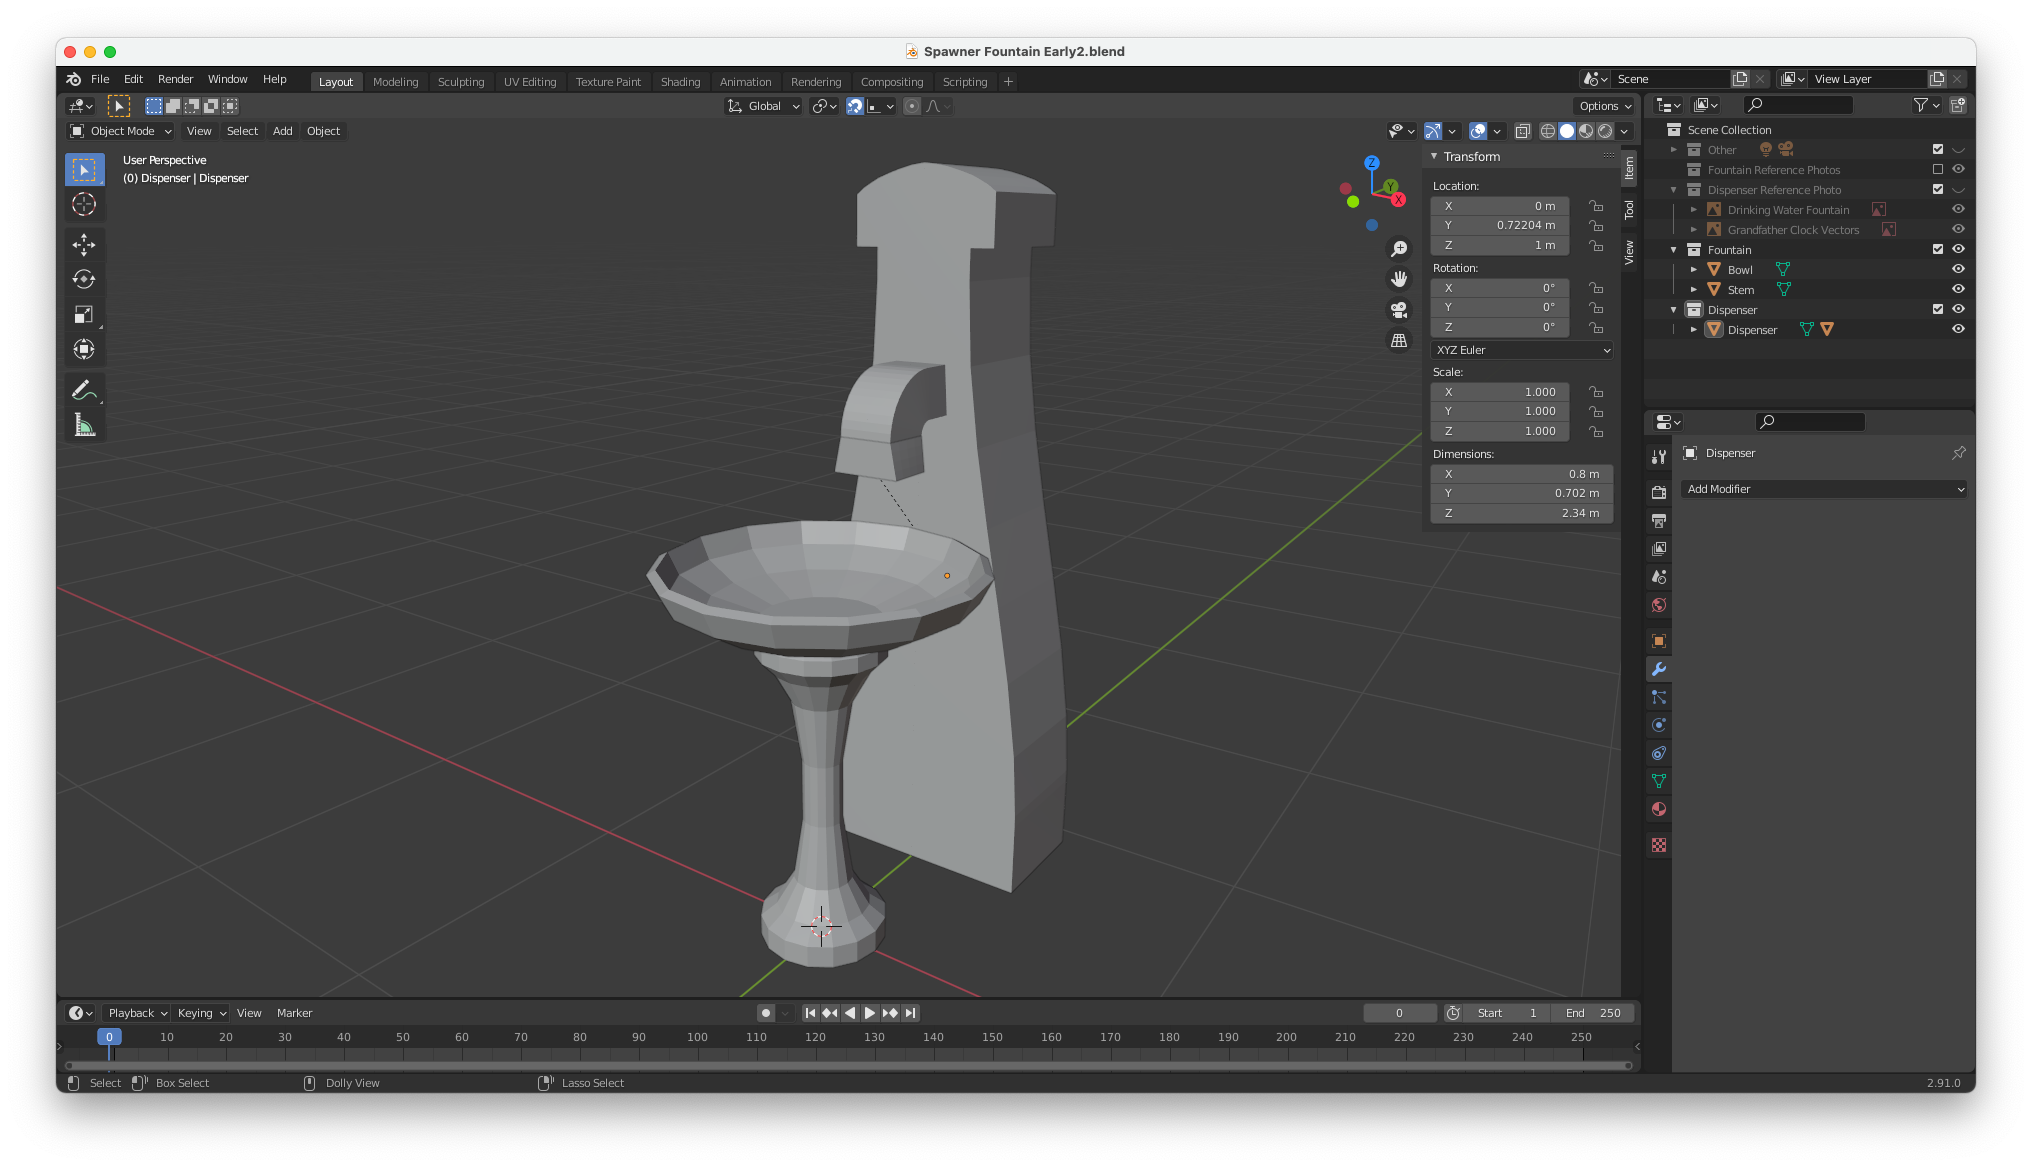 Spawner Fountain Early2.blend
File Edit Render Window Help Layout Modeling Sculpting UV Editing Texture Paint Shading Animation Rendering Compositing Scripting + Scene View Layer
Global Options
Object Mode View Select Add Object
User Perspective
(0) Dispenser | Dispenser
Z
Y
X
Transform
Location:
X 0 m
Y 0.72204 m
Z 1 m
Rotation:
X 0°
Y 0°
Z 0°
XYZ Euler
Scale:
X 1.000
Y 1.000
Z 1.000
Dimensions:
X 0.8 m
Y 0.702 m
Z 2.34 m
Item
Tool
View
Scene Collection
Other
Fountain Reference Photos
Dispenser Reference Photo
Drinking Water Fountain
Grandfather Clock Vectors
Fountain
Bowl
Stem
Dispenser
Dispenser
Dispenser
Add Modifier
Playback Keying View Marker 0 Start 1 End 250
0 10 20 30 40 50 60 70 80 90 100 110 120 130 140 150 160 170 180 190 200 210 220 230 240 250
Select Box Select Dolly View Lasso Select 2.91.0